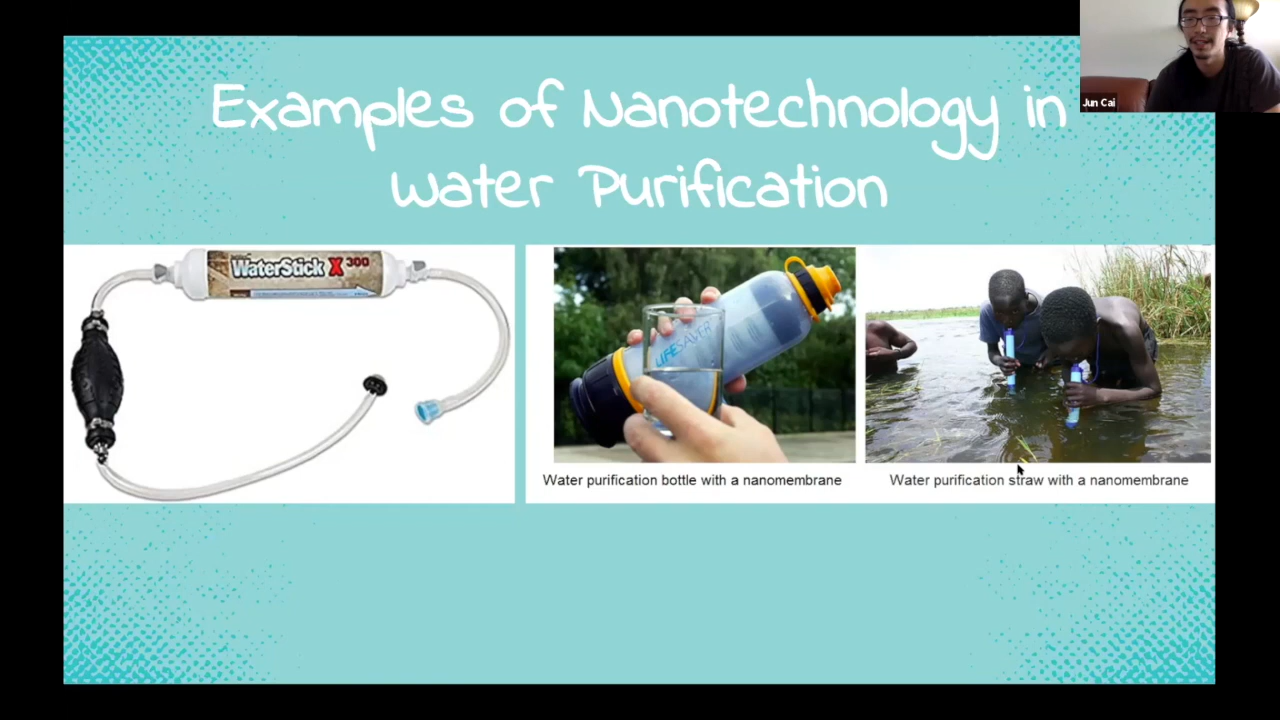 Examples of Nanotechnology in
Water Purification
Jun Cai
WaterStick X 300
LIFESAVER
Water purification bottle with a nanomembrane
Water purification straw with a nanomembrane